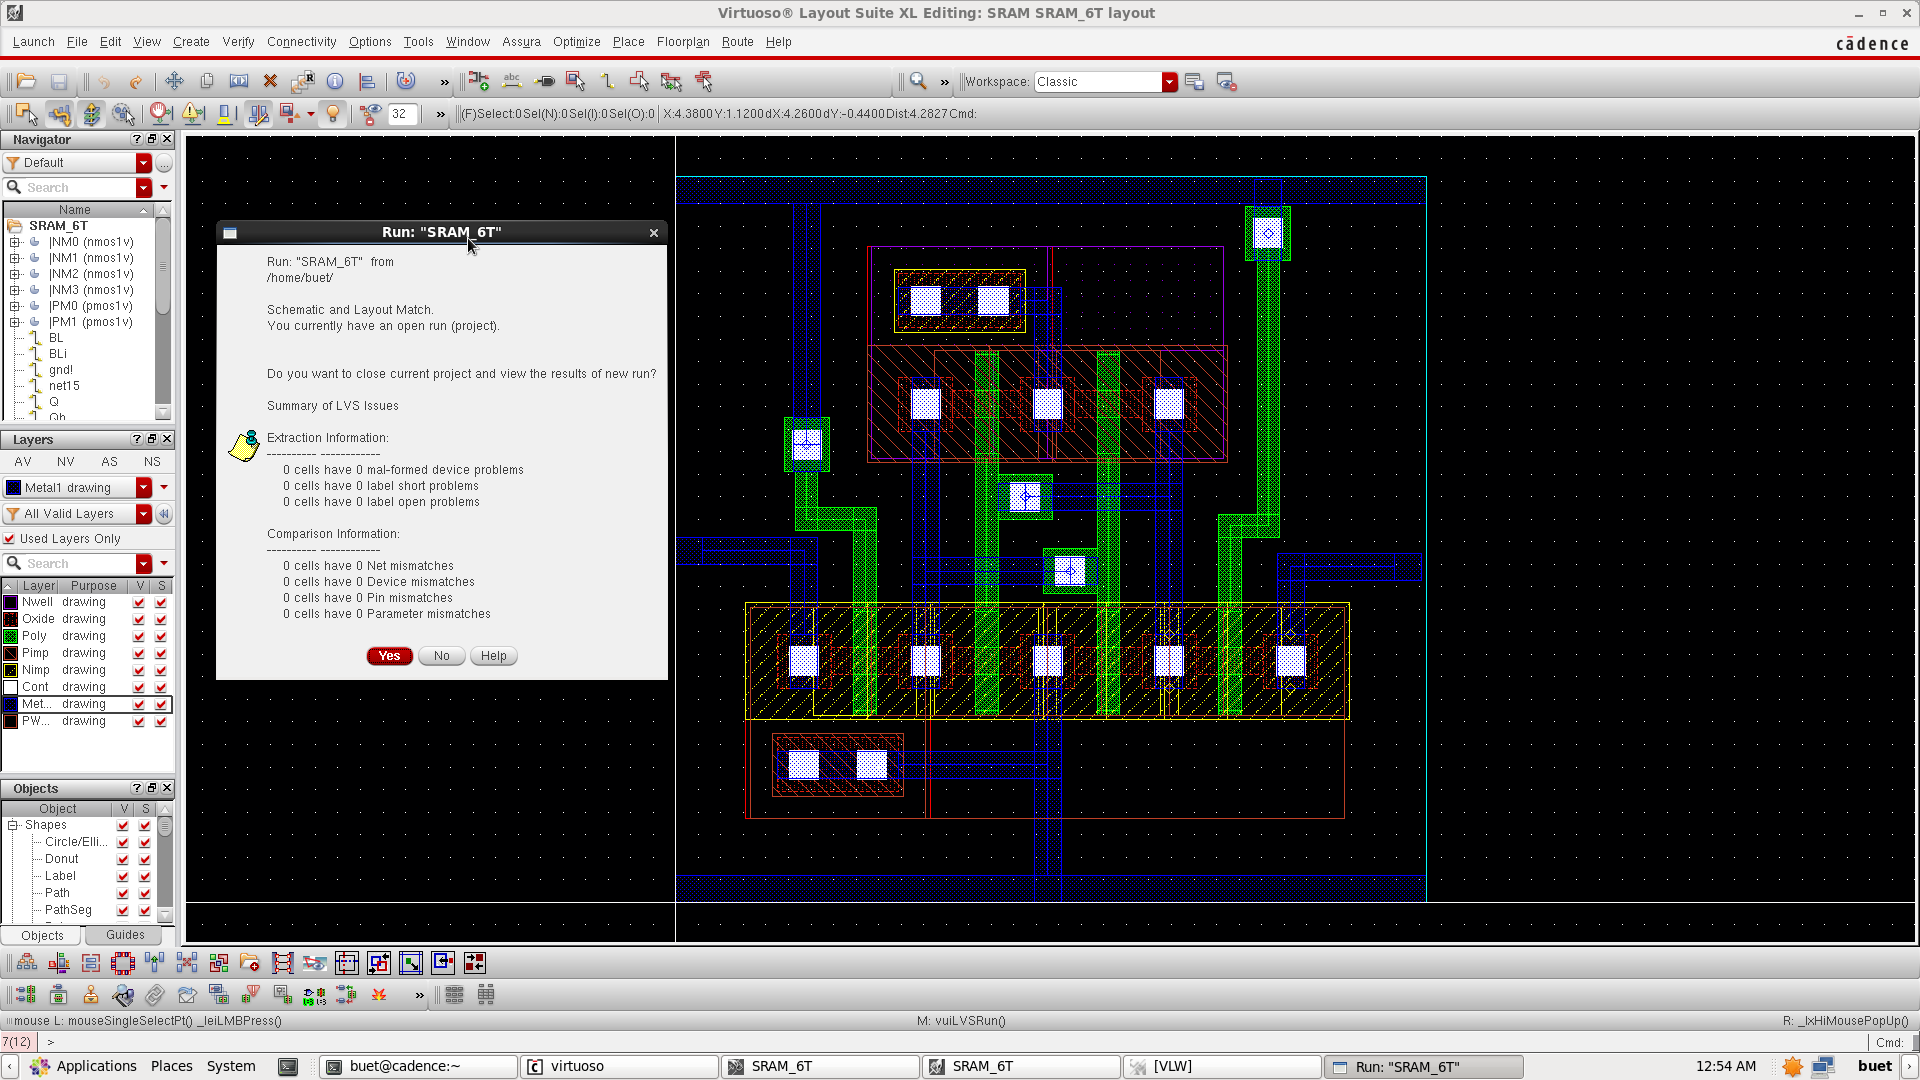 Virtuoso® Layout Suite XL Editing: SRAM SRAM_6T layout
Launch File Edit View Create Verify Connectivity Options Tools Window Assura Optimize Place Floorplan Route Help
cādence
Workspace: Classic
32 (F)Select:0 Sel(N):0 Sel(I):0 Sel(O):0 X:4.3800 Y:1.1200 dX:4.2600 dY:-0.4400 Dist:4.2827 Cmd:
Navigator
Default
Search
Name
SRAM_6T
|NM0 (nmos1v)
|NM1 (nmos1v)
|NM2 (nmos1v)
|NM3 (nmos1v)
|PM0 (pmos1v)
|PM1 (pmos1v)
BL
BLi
gnd!
net15
Q
Qb
Layers
AV NV AS NS
Metal1 drawing
All Valid Layers
Used Layers Only
Search
Layer Purpose V S
Nwell drawing
Oxide drawing
Poly drawing
Pimp drawing
Nimp drawing
Cont drawing
Met... drawing
PW... drawing
Objects
Object V S
Shapes
Circle/Elli...
Donut
Label
Path
PathSeg
Objects Guides
Run: "SRAM_6T"
Run: "SRAM_6T" from
/home/buet/
Schematic and Layout Match.
You currently have an open run (project).
Do you want to close current project and view the results of new run?
Summary of LVS Issues
Extraction Information:
---------- ------------
0 cells have 0 mal-formed device problems
0 cells have 0 label short problems
0 cells have 0 label open problems
Comparison Information:
---------- ------------
0 cells have 0 Net mismatches
0 cells have 0 Device mismatches
0 cells have 0 Pin mismatches
0 cells have 0 Parameter mismatches
Yes No Help
mouse L: mouseSingleSelectPt() _leiLMBPress() M: vuiLVSRun() R: _lxHiMousePopUp()
7(12) > Cmd:
Applications Places System buet@cadence:~ virtuoso SRAM_6T SRAM_6T [VLW] Run: "SRAM_6T" 12:54 AM buet